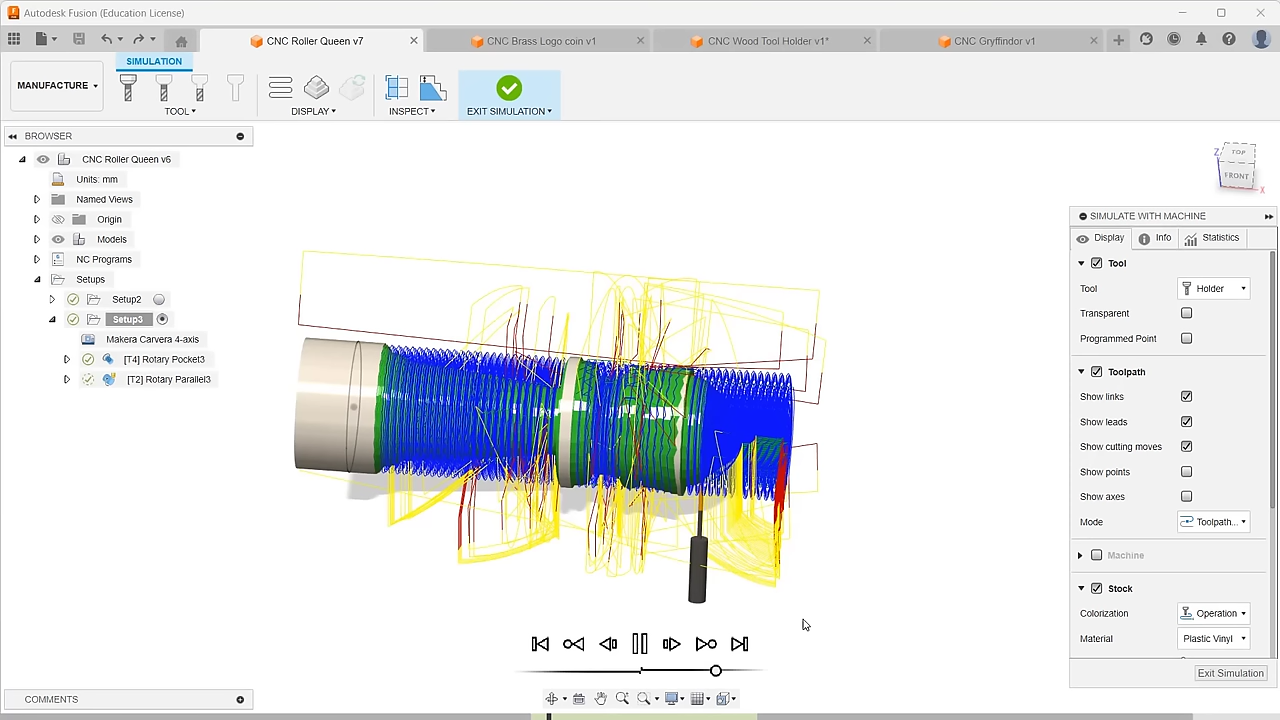 Autodesk Fusion (Education License)
CNC Roller Queen v7
CNC Brass Logo coin v1
CNC Wood Tool Holder v1*
CNC Gryffindor v1
SIMULATION
MANUFACTURE
TOOL
DISPLAY
INSPECT
EXIT SIMULATION
BROWSER
CNC Roller Queen v6
Units: mm
Named Views
Origin
Models
NC Programs
Setups
Setup2
Setup3
Makera Carvera 4-axis
[T4] Rotary Pocket3
[T2] Rotary Parallel3
Z
TOP
FRONT
X
SIMULATE WITH MACHINE
Display
Info
Statistics
Tool
Tool
Holder
Transparent
Programmed Point
Toolpath
Show links
Show leads
Show cutting moves
Show points
Show axes
Mode
Toolpath...
Machine
Stock
Colorization
Operation
Material
Plastic Vinyl
Exit Simulation
COMMENTS